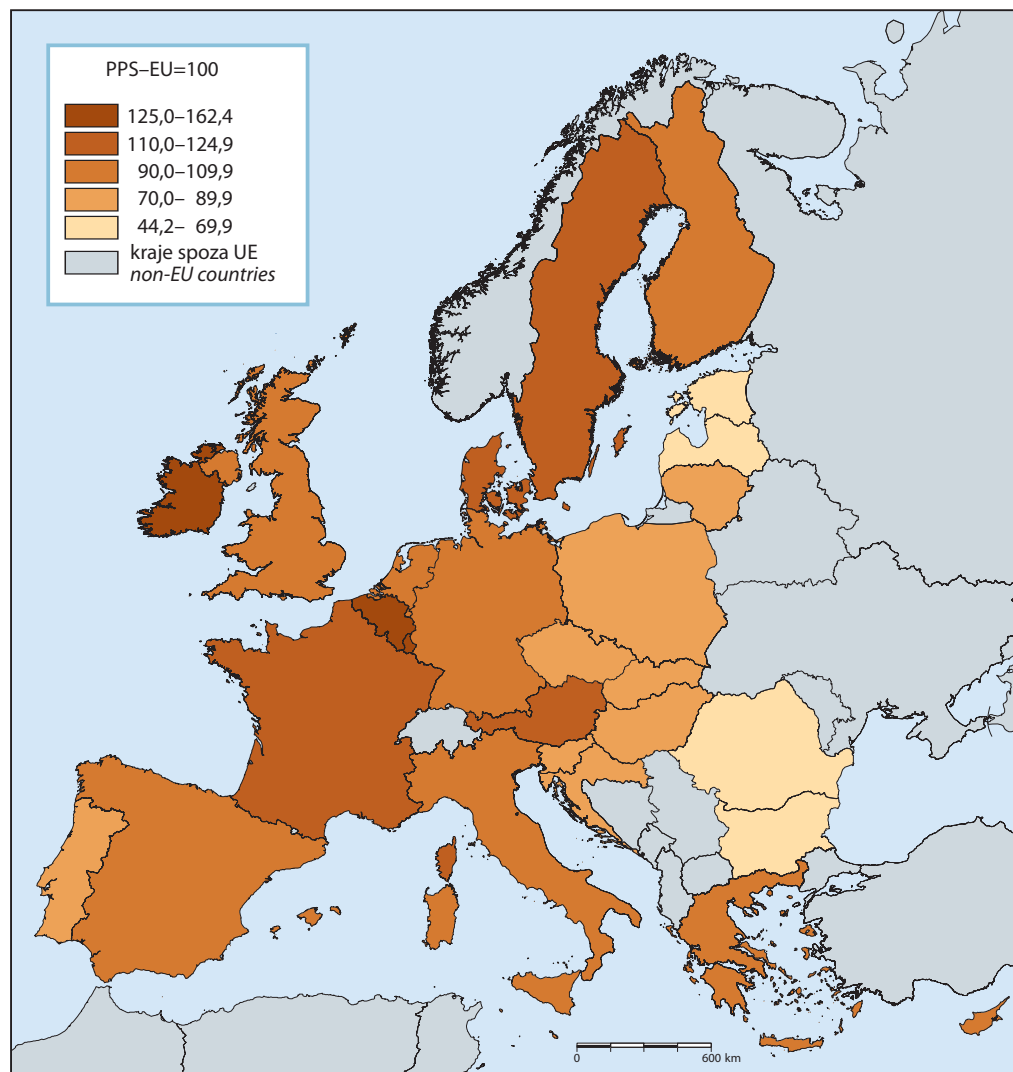 PPS–EU=100
125,0–162,4
110,0–124,9
90,0–109,9
70,0– 89,9
44,2– 69,9
kraje spoza UE
non-EU countries
0 600 km